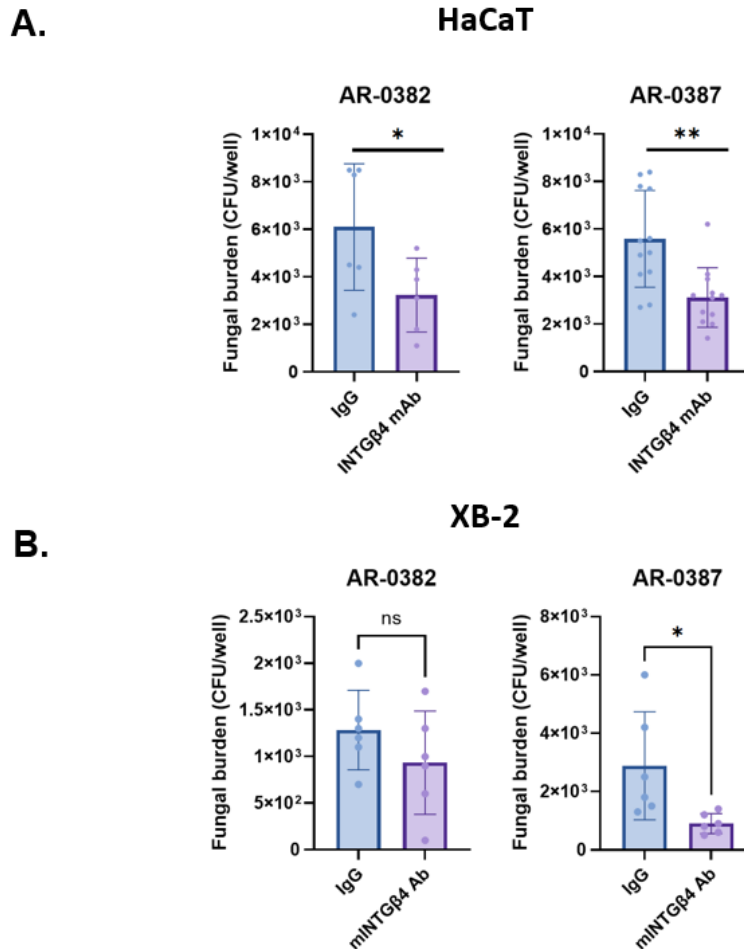 A.
HaCaT
AR-0382
Fungal burden (CFU/well)
1×10⁴
8×10³
6×10³
4×10³
2×10³
0
*
IgG
INTGβ4 mAb
AR-0387
Fungal burden (CFU/well)
1×10⁴
8×10³
6×10³
4×10³
2×10³
0
**
IgG
INTGβ4 mAb
B.
XB-2
AR-0382
Fungal burden (CFU/well)
2.5×10³
2×10³
1.5×10³
1×10³
5×10²
0
ns
IgG
mINTGβ4 Ab
AR-0387
Fungal burden (CFU/well)
8×10³
6×10³
4×10³
2×10³
0
*
IgG
mINTGβ4 Ab